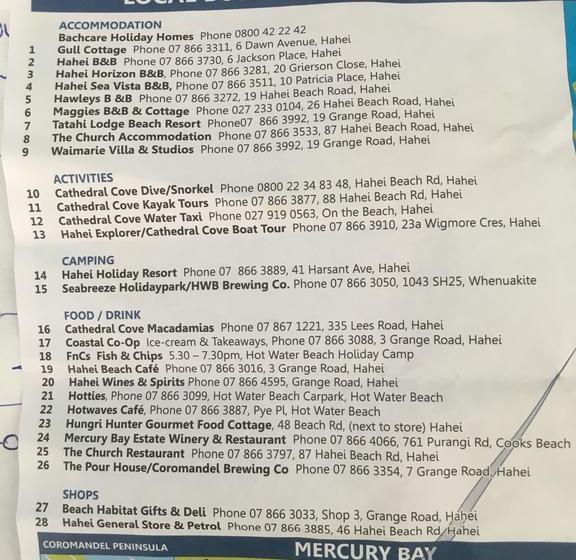 ACCOMMODATION
Bachcare Holiday Homes Phone 0800 42 22 42
1 Gull Cottage Phone 07 866 3311, 6 Dawn Avenue, Hahei
2 Hahei B&B Phone 07 866 3730, 6 Jackson Place, Hahei
3 Hahei Horizon B&B, Phone 07 866 3281, 20 Grierson Close, Hahei
4 Hahei Sea Vista B&B, Phone 07 866 3511, 10 Patricia Place, Hahei
5 Hawleys B &B Phone 07 866 3272, 19 Hahei Beach Road, Hahei
6 Maggies B&B & Cottage Phone 027 233 0104, 26 Hahei Beach Road, Hahei
7 Tatahi Lodge Beach Resort Phone07 866 3992, 19 Grange Road, Hahei
8 The Church Accommodation Phone 07 866 3533, 87 Hahei Beach Road, Hahei
9 Waimarie Villa & Studios Phone 07 866 3992, 19 Grange Road, Hahei
ACTIVITIES
10 Cathedral Cove Dive/Snorkel Phone 0800 22 34 83 48, Hahei Beach Rd, Hahei
11 Cathedral Cove Kayak Tours Phone 07 866 3877, 88 Hahei Beach Rd, Hahei
12 Cathedral Cove Water Taxi Phone 027 919 0563, On the Beach, Hahei
13 Hahei Explorer/Cathedral Cove Boat Tour Phone 07 866 3910, 23a Wigmore Cres, Hahei
CAMPING
14 Hahei Holiday Resort Phone 07 866 3889, 41 Harsant Ave, Hahei
15 Seabreeze Holidaypark/HWB Brewing Co. Phone 07 866 3050, 1043 SH25, Whenuakite
FOOD / DRINK
16 Cathedral Cove Macadamias Phone 07 867 1221, 335 Lees Road, Hahei
17 Coastal Co-Op Ice-cream & Takeaways, Phone 07 866 3088, 3 Grange Road, Hahei
18 FnCs Fish & Chips 5.30 – 7.30pm, Hot Water Beach Holiday Camp
19 Hahei Beach Café Phone 07 866 3016, 3 Grange Road, Hahei
20 Hahei Wines & Spirits Phone 07 866 4595, Grange Road, Hahei
21 Hotties, Phone 07 866 3099, Hot Water Beach Carpark, Hot Water Beach
22 Hotwaves Café, Phone 07 866 3887, Pye Pl, Hot Water Beach
23 Hungri Hunter Gourmet Food Cottage, 48 Beach Rd, (next to store) Hahei
24 Mercury Bay Estate Winery & Restaurant Phone 07 866 4066, 761 Purangi Rd, Cooks Beach
25 The Church Restaurant Phone 07 866 3797, 87 Hahei Beach Rd, Hahei
26 The Pour House/Coromandel Brewing Co Phone 07 866 3354, 7 Grange Road, Hahei
SHOPS
27 Beach Habitat Gifts & Deli Phone 07 866 3033, Shop 3, Grange Road, Hahei
28 Hahei General Store & Petrol Phone 07 866 3885, 46 Hahei Beach Rd, Hahei
COROMANDEL PENINSULA MERCURY BAY